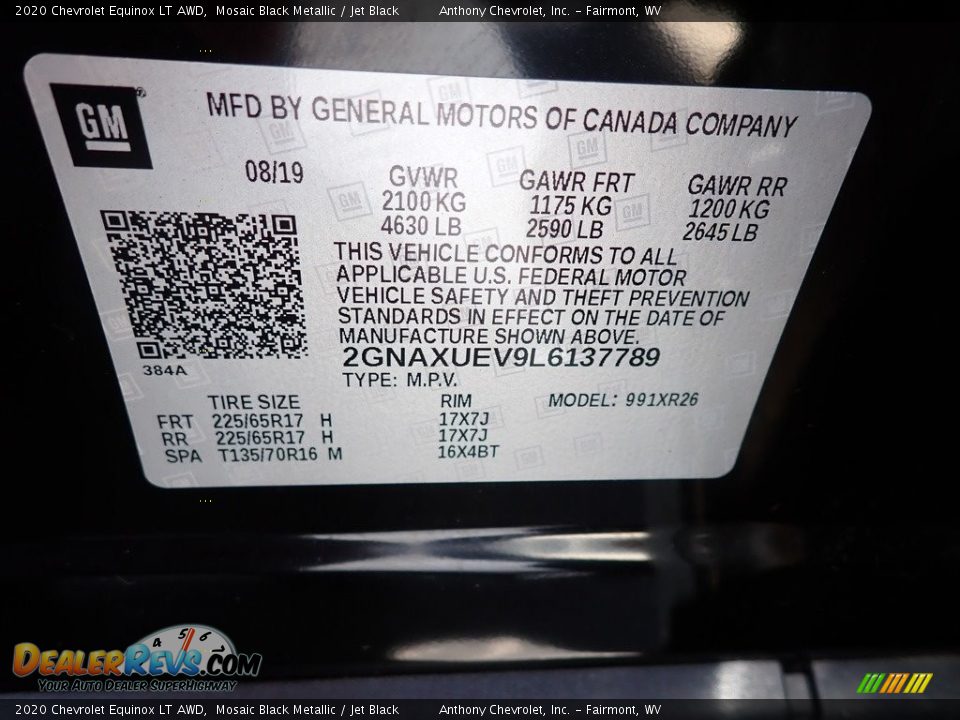 2020 Chevrolet Equinox LT AWD, Mosaic Black Metallic / Jet Black Anthony Chevrolet, Inc. - Fairmont, WV
GM ®
MFD BY GENERAL MOTORS OF CANADA COMPANY
08/19
GVWR GAWR FRT GAWR RR
2100 KG 1175 KG 1200 KG
4630 LB 2590 LB 2645 LB
THIS VEHICLE CONFORMS TO ALL
APPLICABLE U.S. FEDERAL MOTOR
VEHICLE SAFETY AND THEFT PREVENTION
STANDARDS IN EFFECT ON THE DATE OF
MANUFACTURE SHOWN ABOVE.
2GNAXUEV9L6137789
384A
TYPE: M.P.V.
TIRE SIZE RIM MODEL: 991XR26
FRT 225/65R17 H 17X7J
RR 225/65R17 H 17X7J
SPA T135/70R16 M 16X4BT
4 5 6
DealerRevs.com
Your Auto Dealer SuperHighway
2020 Chevrolet Equinox LT AWD, Mosaic Black Metallic / Jet Black Anthony Chevrolet, Inc. - Fairmont, WV